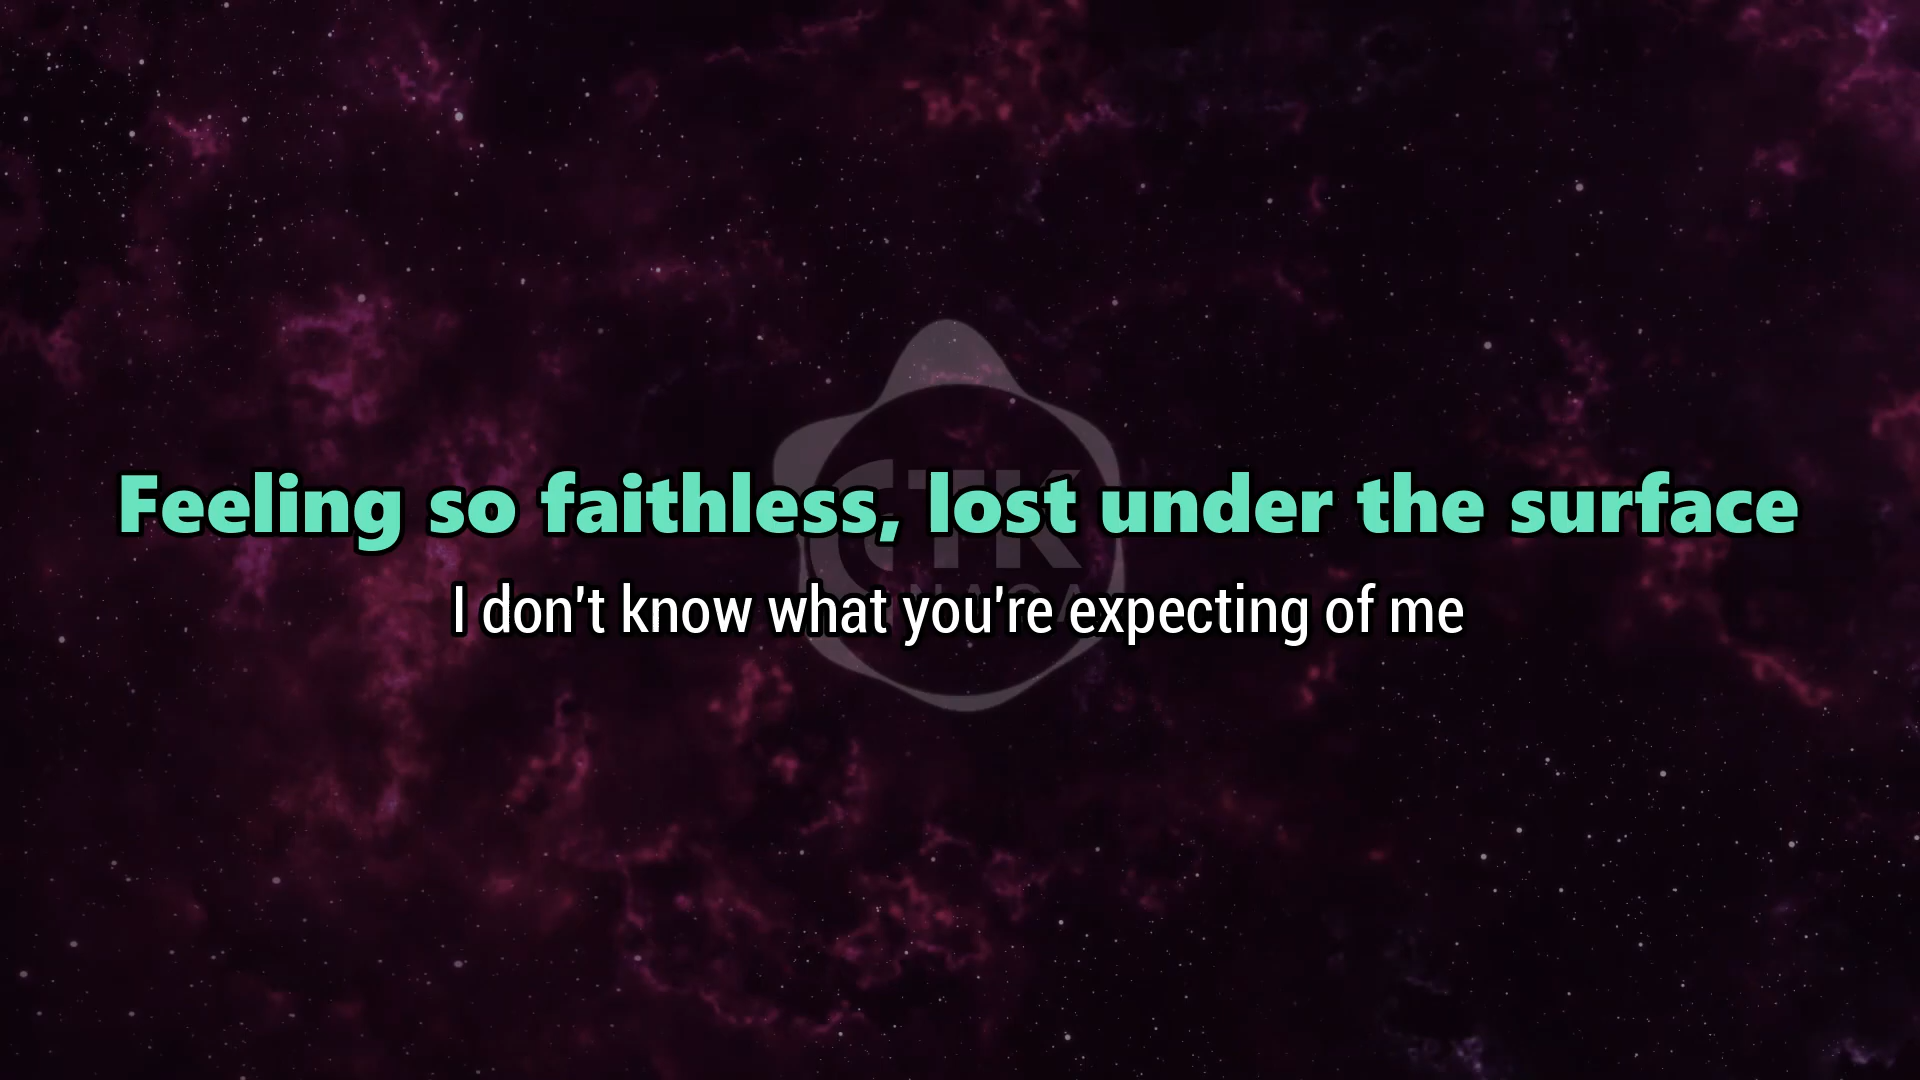 Feeling so faithless, lost under the surface
I don't know what you're expecting of me